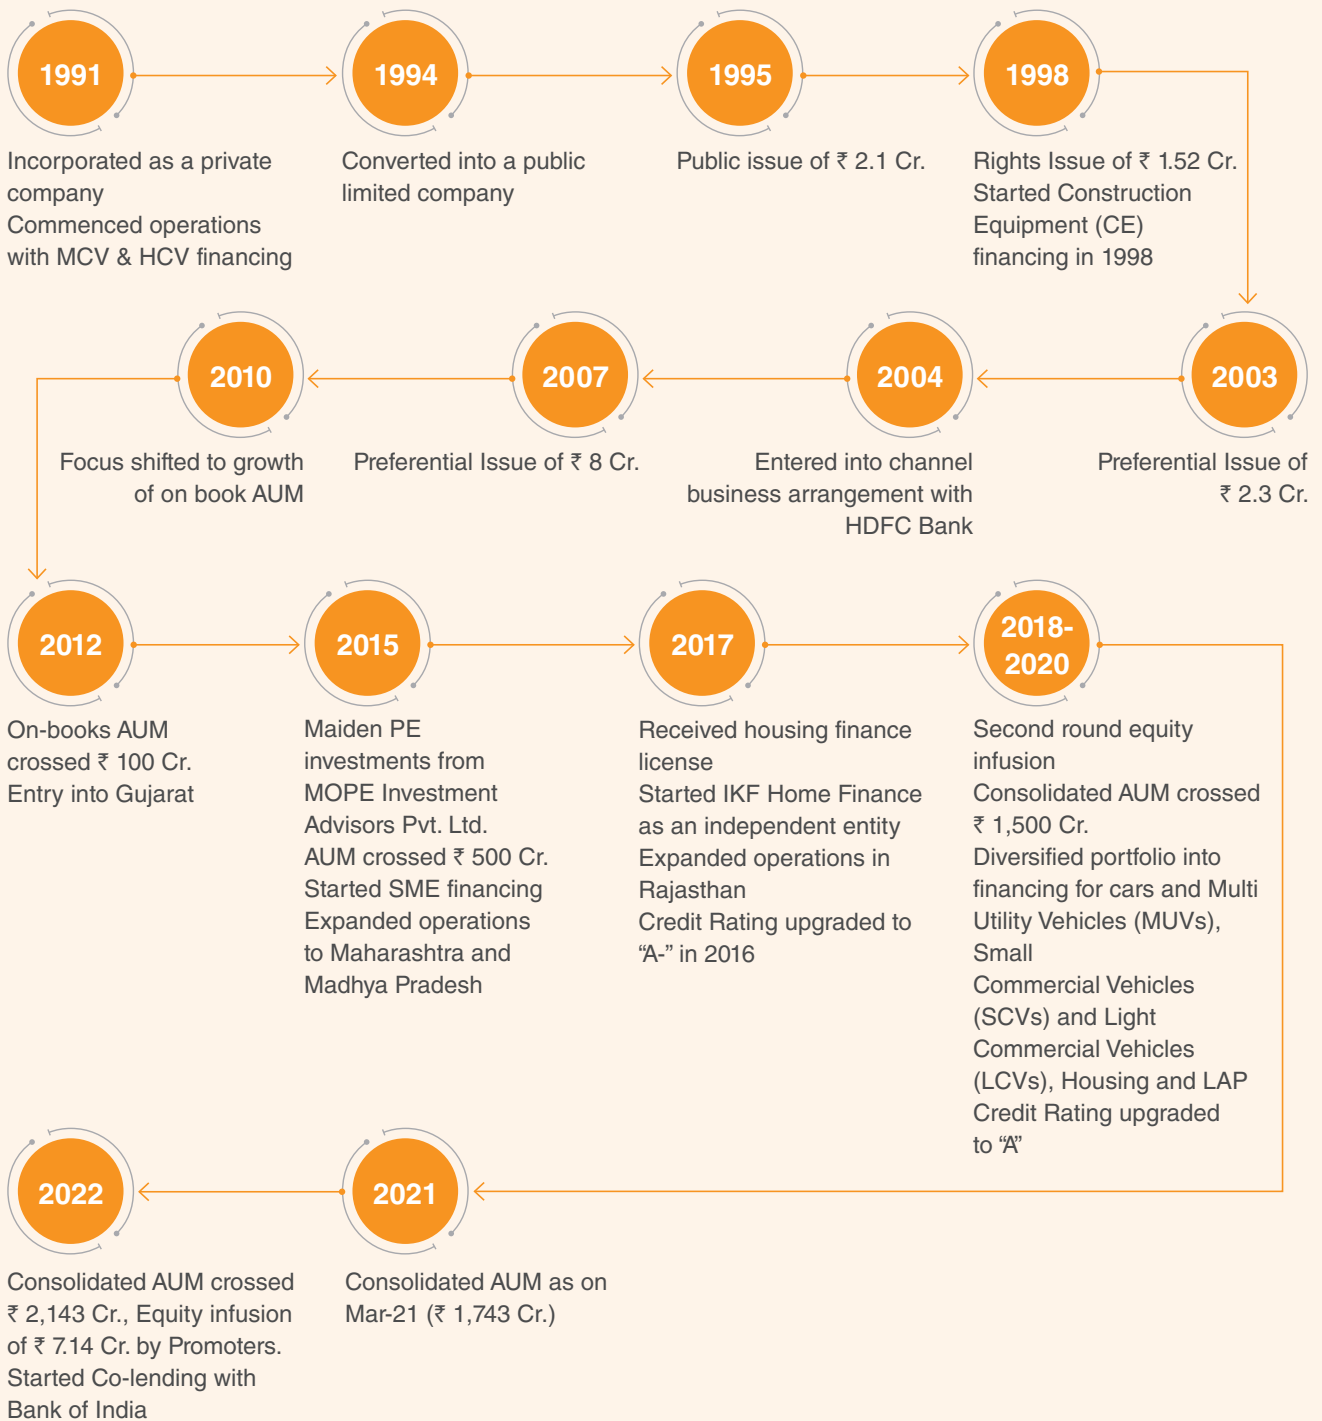 1991
Incorporated as a private
company
Commenced operations
with MCV & HCV financing
1994
Converted into a public
limited company
1995
Public issue of ₹ 2.1 Cr.
1998
Rights Issue of ₹ 1.52 Cr.
Started Construction
Equipment (CE)
financing in 1998
2003
Preferential Issue of
₹ 2.3 Cr.
2004
Entered into channel
business arrangement with
HDFC Bank
2007
Preferential Issue of ₹ 8 Cr.
2010
Focus shifted to growth
of on book AUM
2012
On-books AUM
crossed ₹ 100 Cr.
Entry into Gujarat
2015
Maiden PE
investments from
MOPE Investment
Advisors Pvt. Ltd.
AUM crossed ₹ 500 Cr.
Started SME financing
Expanded operations
to Maharashtra and
Madhya Pradesh
2017
Received housing finance
license
Started IKF Home Finance
as an independent entity
Expanded operations in
Rajasthan
Credit Rating upgraded to
“A-” in 2016
2018-
2020
Second round equity
infusion
Consolidated AUM crossed
₹ 1,500 Cr.
Diversified portfolio into
financing for cars and Multi
Utility Vehicles (MUVs),
Small
Commercial Vehicles
(SCVs) and Light
Commercial Vehicles
(LCVs), Housing and LAP
Credit Rating upgraded
to “A”
2021
Consolidated AUM as on
Mar-21 (₹ 1,743 Cr.)
2022
Consolidated AUM crossed
₹ 2,143 Cr., Equity infusion
of ₹ 7.14 Cr. by Promoters.
Started Co-lending with
Bank of India